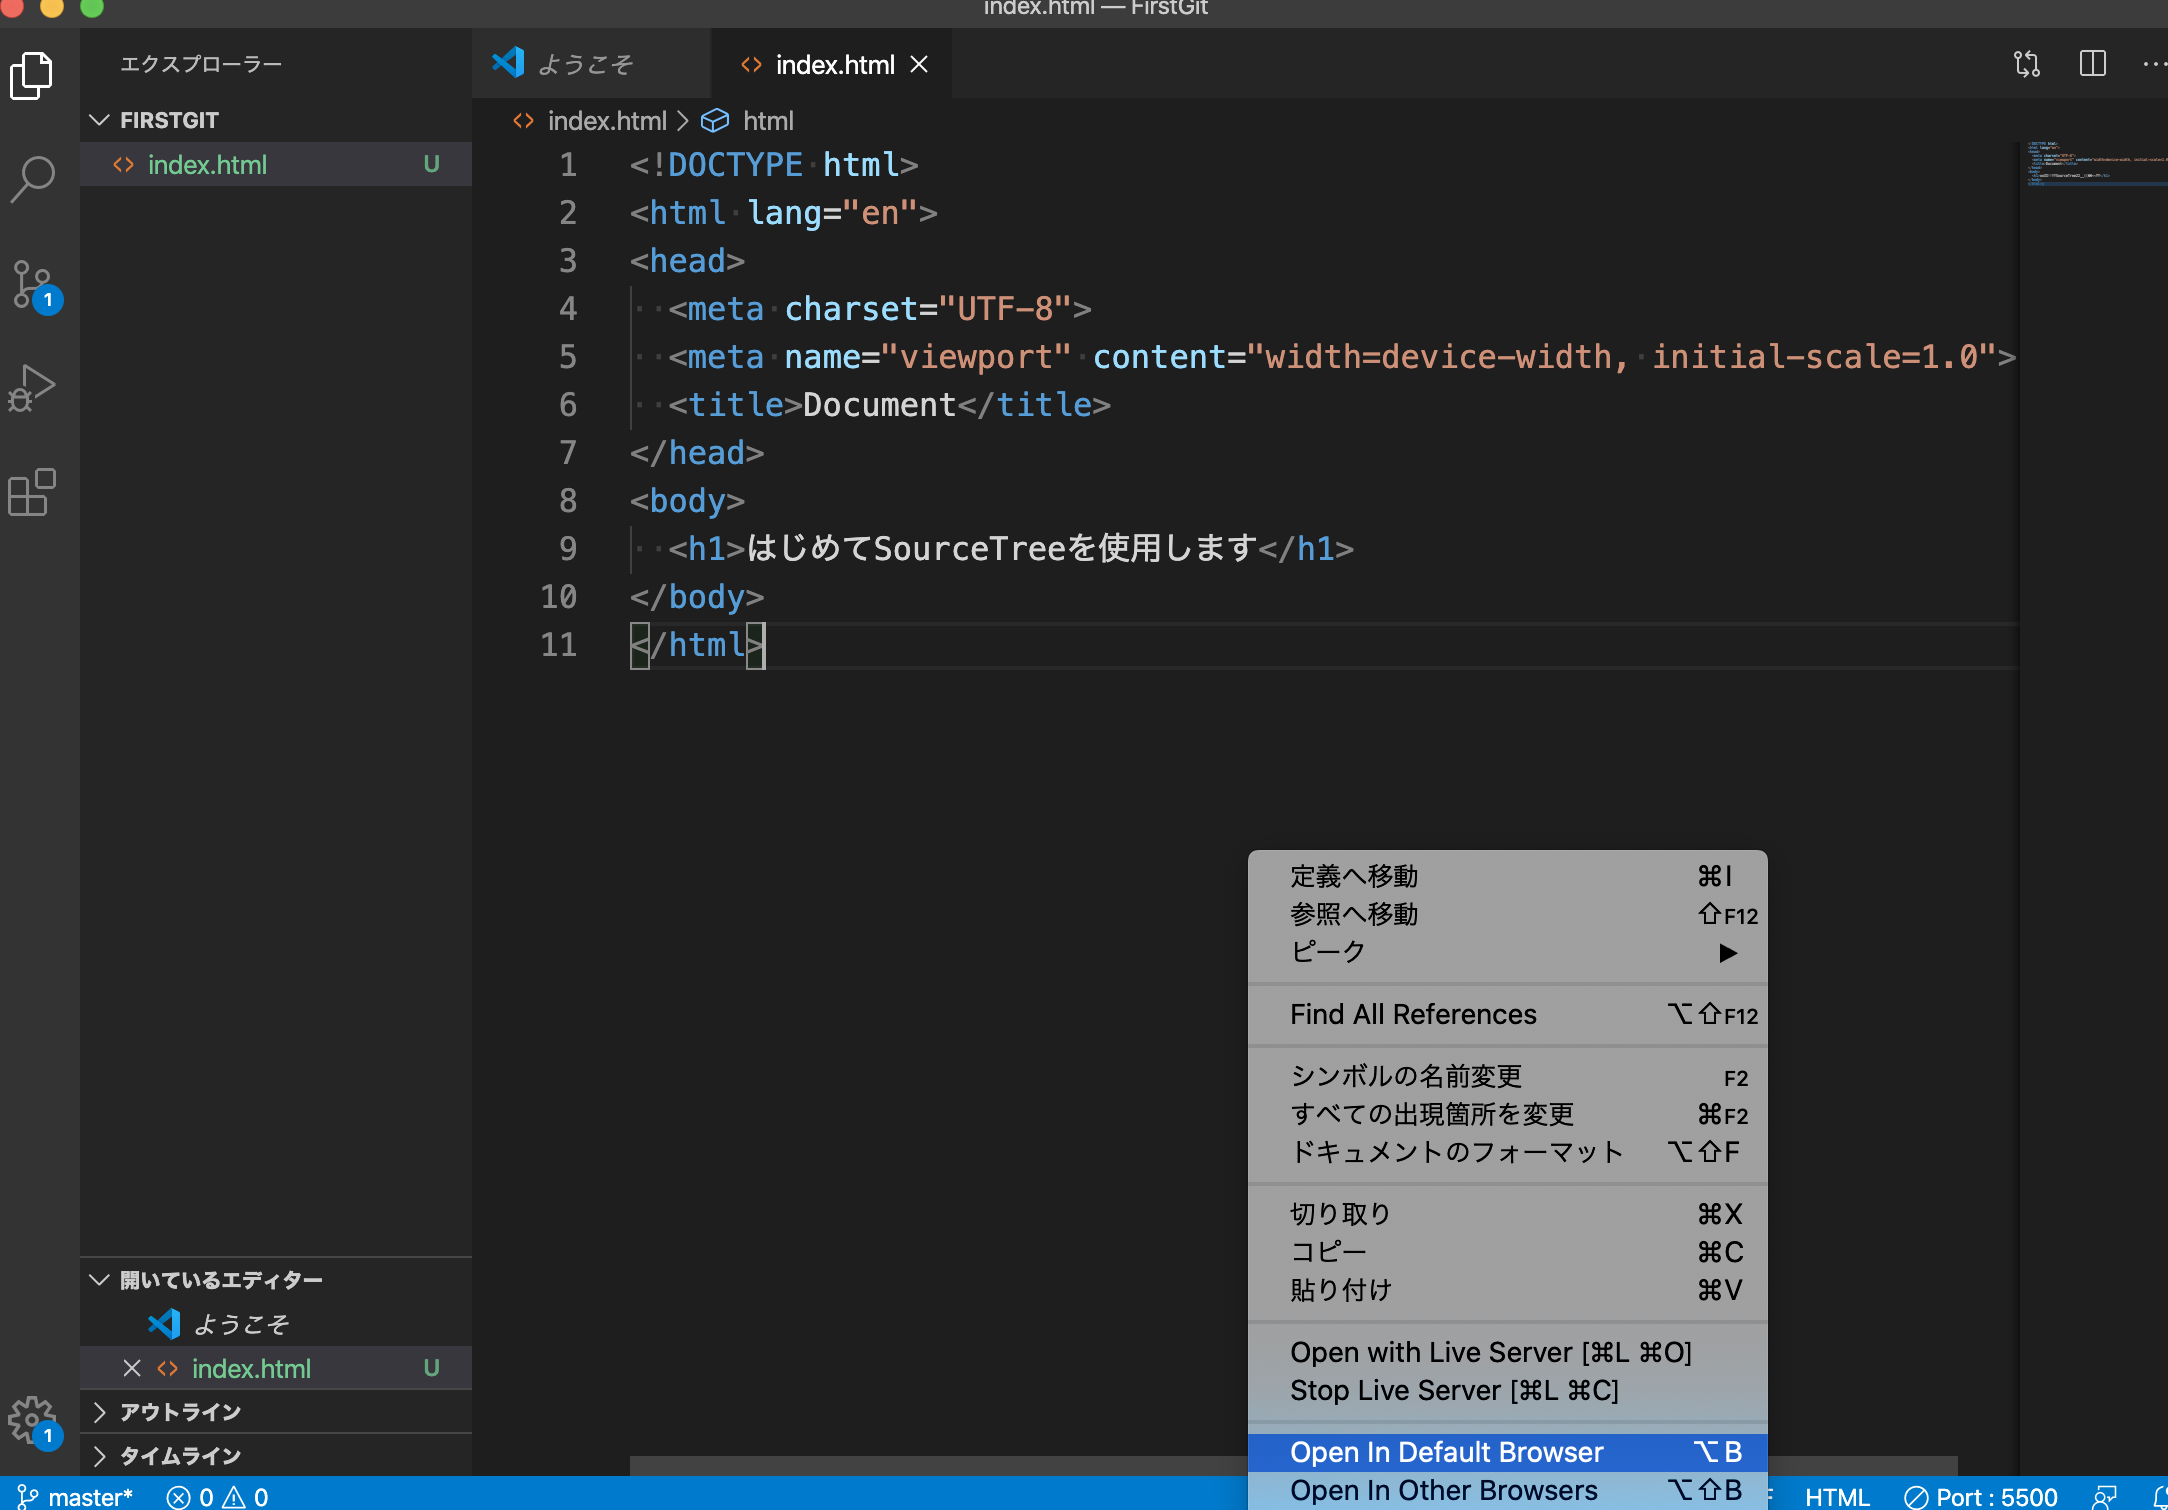 index.html — FirstGit
エクスプローラー
FIRSTGIT
index.html U
ようこそ
index.html
index.html > html
1 <!DOCTYPE html>
2 <html lang="en">
3 <head>
4 <meta charset="UTF-8">
5 <meta name="viewport" content="width=device-width, initial-scale=1.0">
6 <title>Document</title>
7 </head>
8 <body>
9 <h1>はじめてSourceTreeを使用します</h1>
10 </body>
11 </html>
1
定義へ移動 ⌘I
参照へ移動 ⇧F12
ピーク ▶
Find All References ⌥⇧F12
シンボルの名前変更 F2
すべての出現箇所を変更 ⌘F2
ドキュメントのフォーマット ⌥⇧F
切り取り ⌘X
コピー ⌘C
貼り付け ⌘V
Open with Live Server [⌘L ⌘O]
Stop Live Server [⌘L ⌘C]
Open In Default Browser ⌥B
Open In Other Browsers ⌥⇧B
開いているエディター
ようこそ
index.html U
アウトライン
タイムライン
1
master* 0 0
HTML Port : 5500